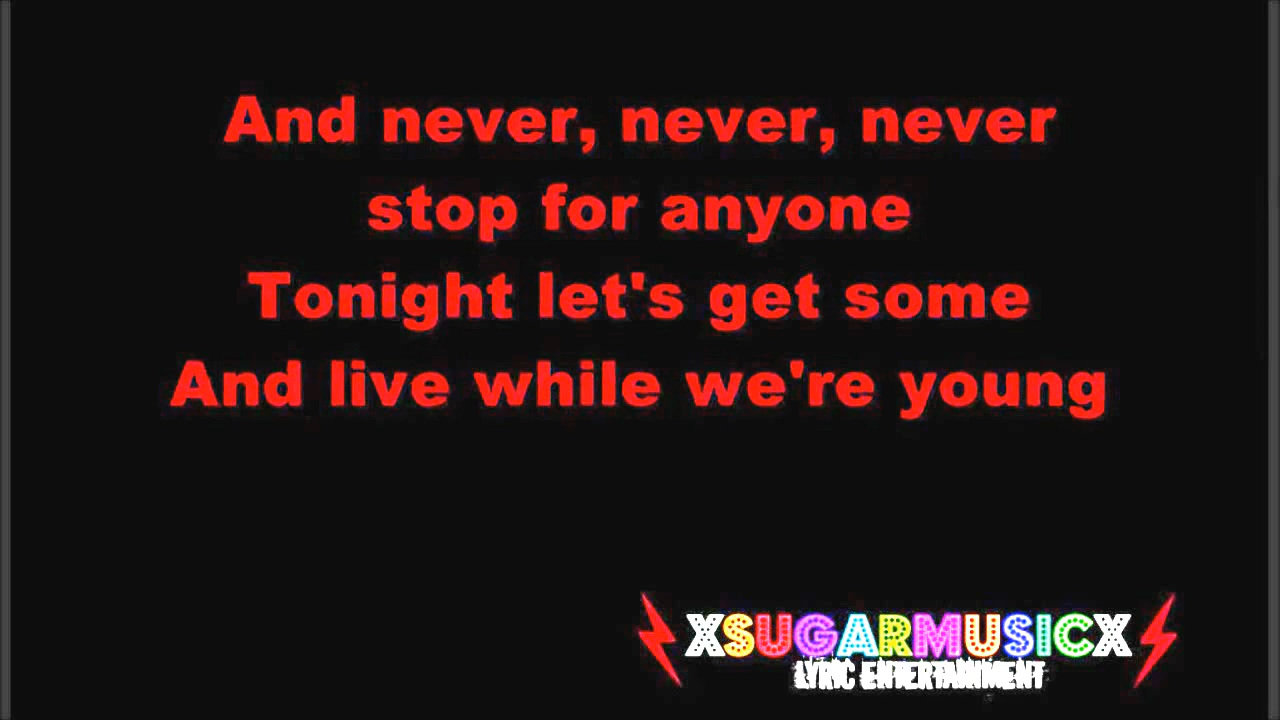 And never, never, never
stop for anyone
Tonight let's get some
And live while we're young
XSUGARMUSICX
LYRIC ENTERTAINMENT